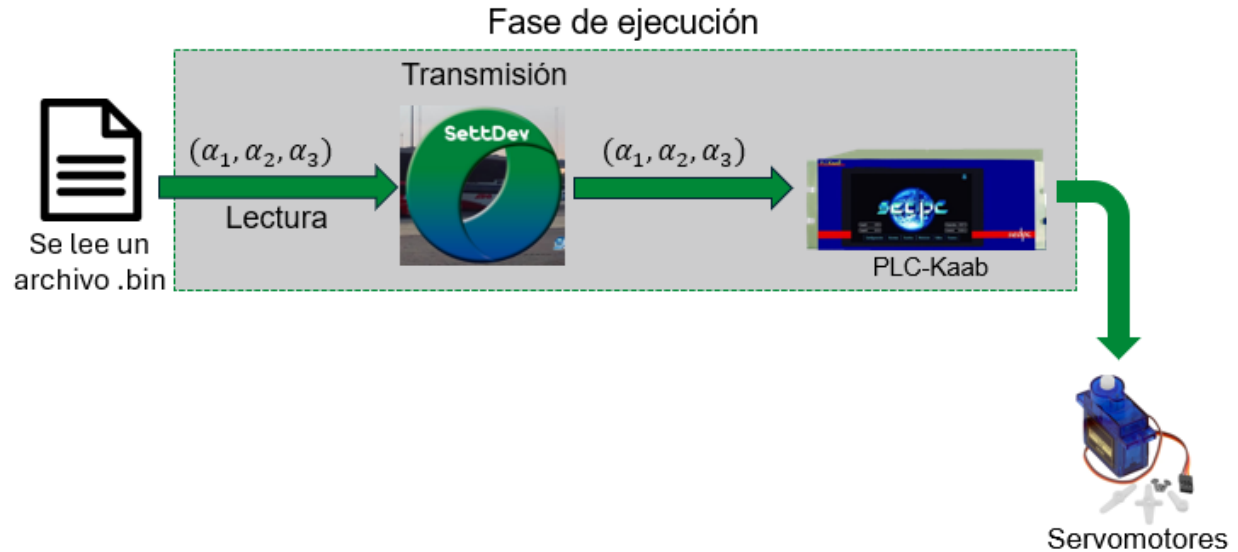 Fase de ejecución
Transmisión
SettDev
(α₁, α₂, α₃)
(α₁, α₂, α₃)
Lectura
Se lee un
archivo .bin
PLC-Kaab
Servomotores